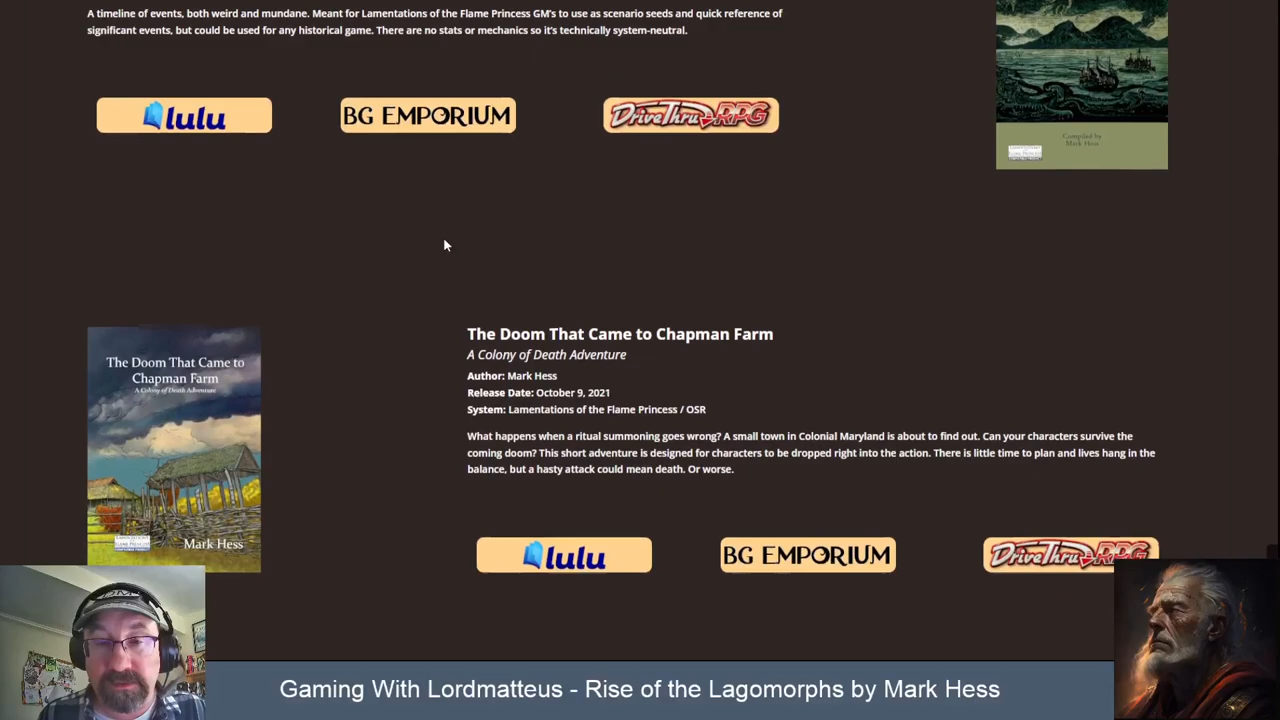 A timeline of events, both weird and mundane. Meant for Lamentations of the Flame Princess GM's to use as scenario seeds and quick reference of
significant events, but could be used for any historical game. There are no stats or mechanics so it's technically system-neutral.
lulu
BG EMPORIUM
DriveThruRPG
Compiled by
Mark Hess
The Doom That Came to
Chapman Farm
A Colony of Death Adventure
Mark Hess
The Doom That Came to Chapman Farm
A Colony of Death Adventure
Author: Mark Hess
Release Date: October 9, 2021
System: Lamentations of the Flame Princess / OSR
What happens when a ritual summoning goes wrong? A small town in Colonial Maryland is about to find out. Can your characters survive the
coming doom? This short adventure is designed for characters to be dropped right into the action. There is little time to plan and lives hang in the
balance, but a hasty attack could mean death. Or worse.
lulu
BG EMPORIUM
DriveThruRPG
Gaming With Lordmatteus - Rise of the Lagomorphs by Mark Hess